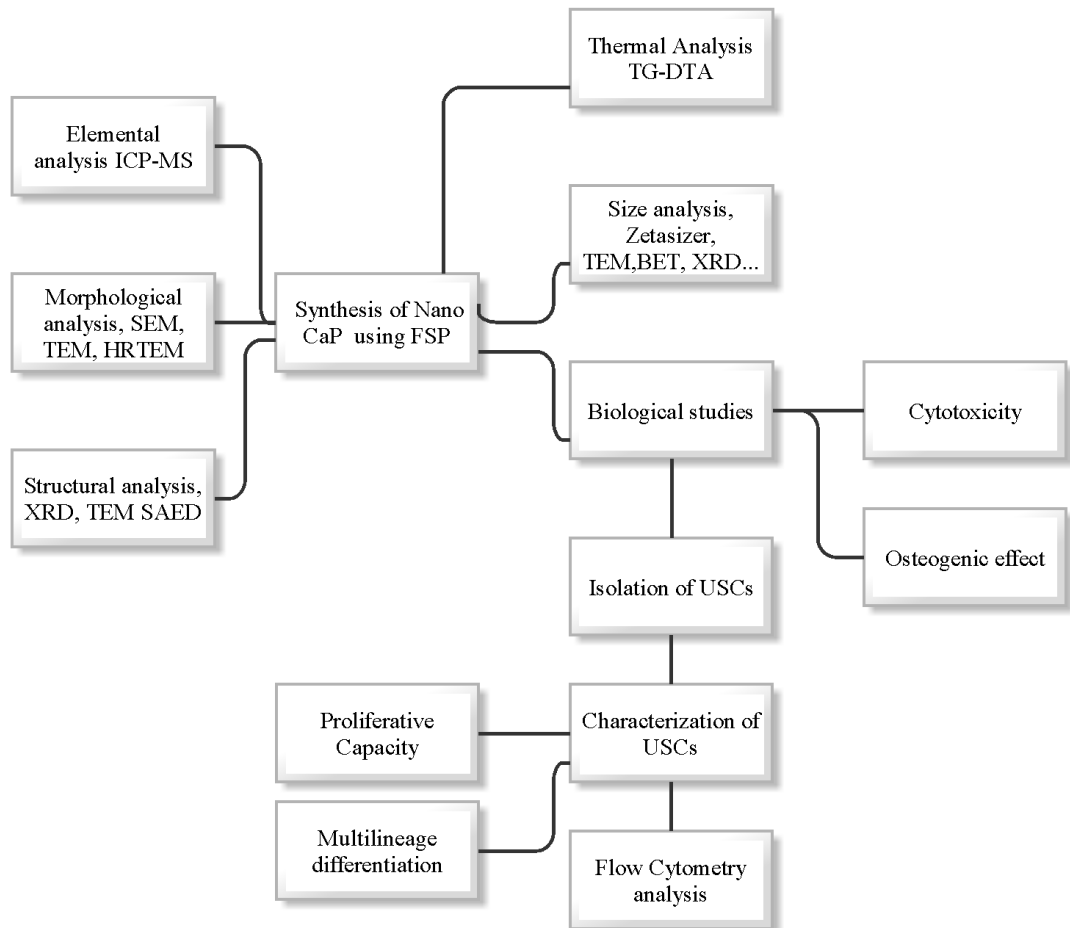 Thermal Analysis
TG-DTA
Elemental
analysis ICP-MS
Size analysis,
Zetasizer,
TEM,BET, XRD...
Morphological
analysis, SEM,
TEM, HRTEM
Synthesis of Nano
CaP using FSP
Biological studies
Cytotoxicity
Structural analysis,
XRD, TEM SAED
Osteogenic effect
Isolation of USCs
Proliferative
Capacity
Characterization of
USCs
Multilineage
differentiation
Flow Cytometry
analysis